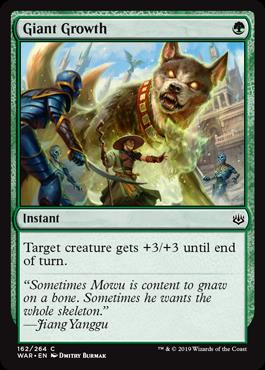 Giant Growth
Instant
Target creature gets +3/+3 until end
of turn.
“Sometimes Mowu is content to gnaw
on a bone. Sometimes he wants the
whole skeleton.”
—Jiang Yanggu
162/264 C
WAR • EN Dmitry Burmak
™ & © 2019 Wizards of the Coast